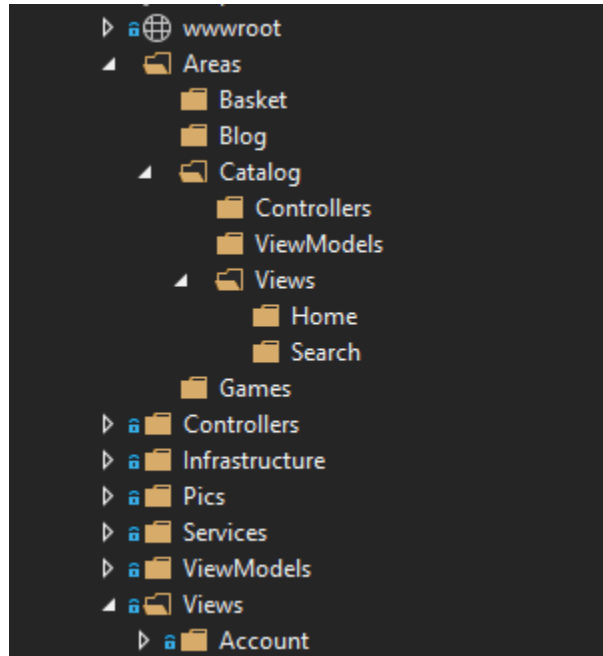 wwwroot
Areas
Basket
Blog
Catalog
Controllers
ViewModels
Views
Home
Search
Games
Controllers
Infrastructure
Pics
Services
ViewModels
Views
Account